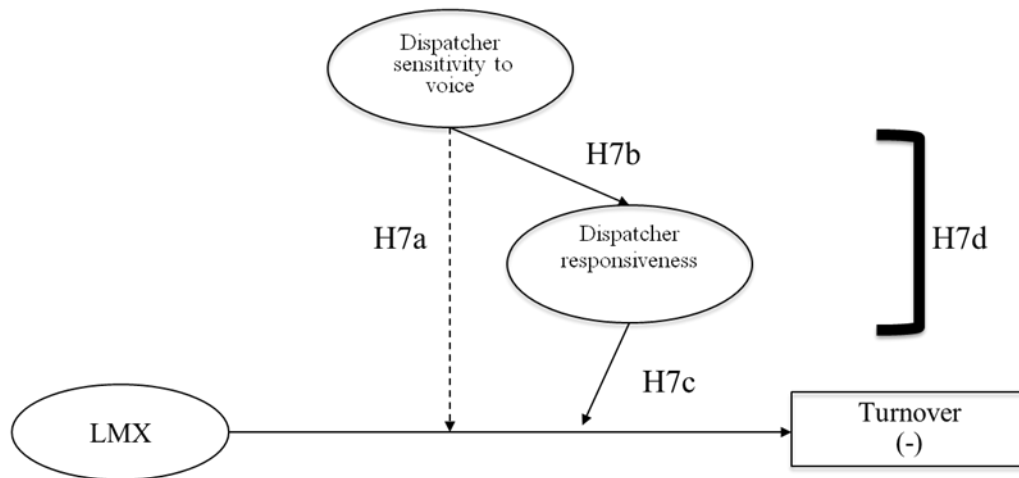 Dispatcher
sensitivity to
voice
H7b
H7a
Dispatcher
responsiveness
H7d
H7c
LMX
Turnover
(-)